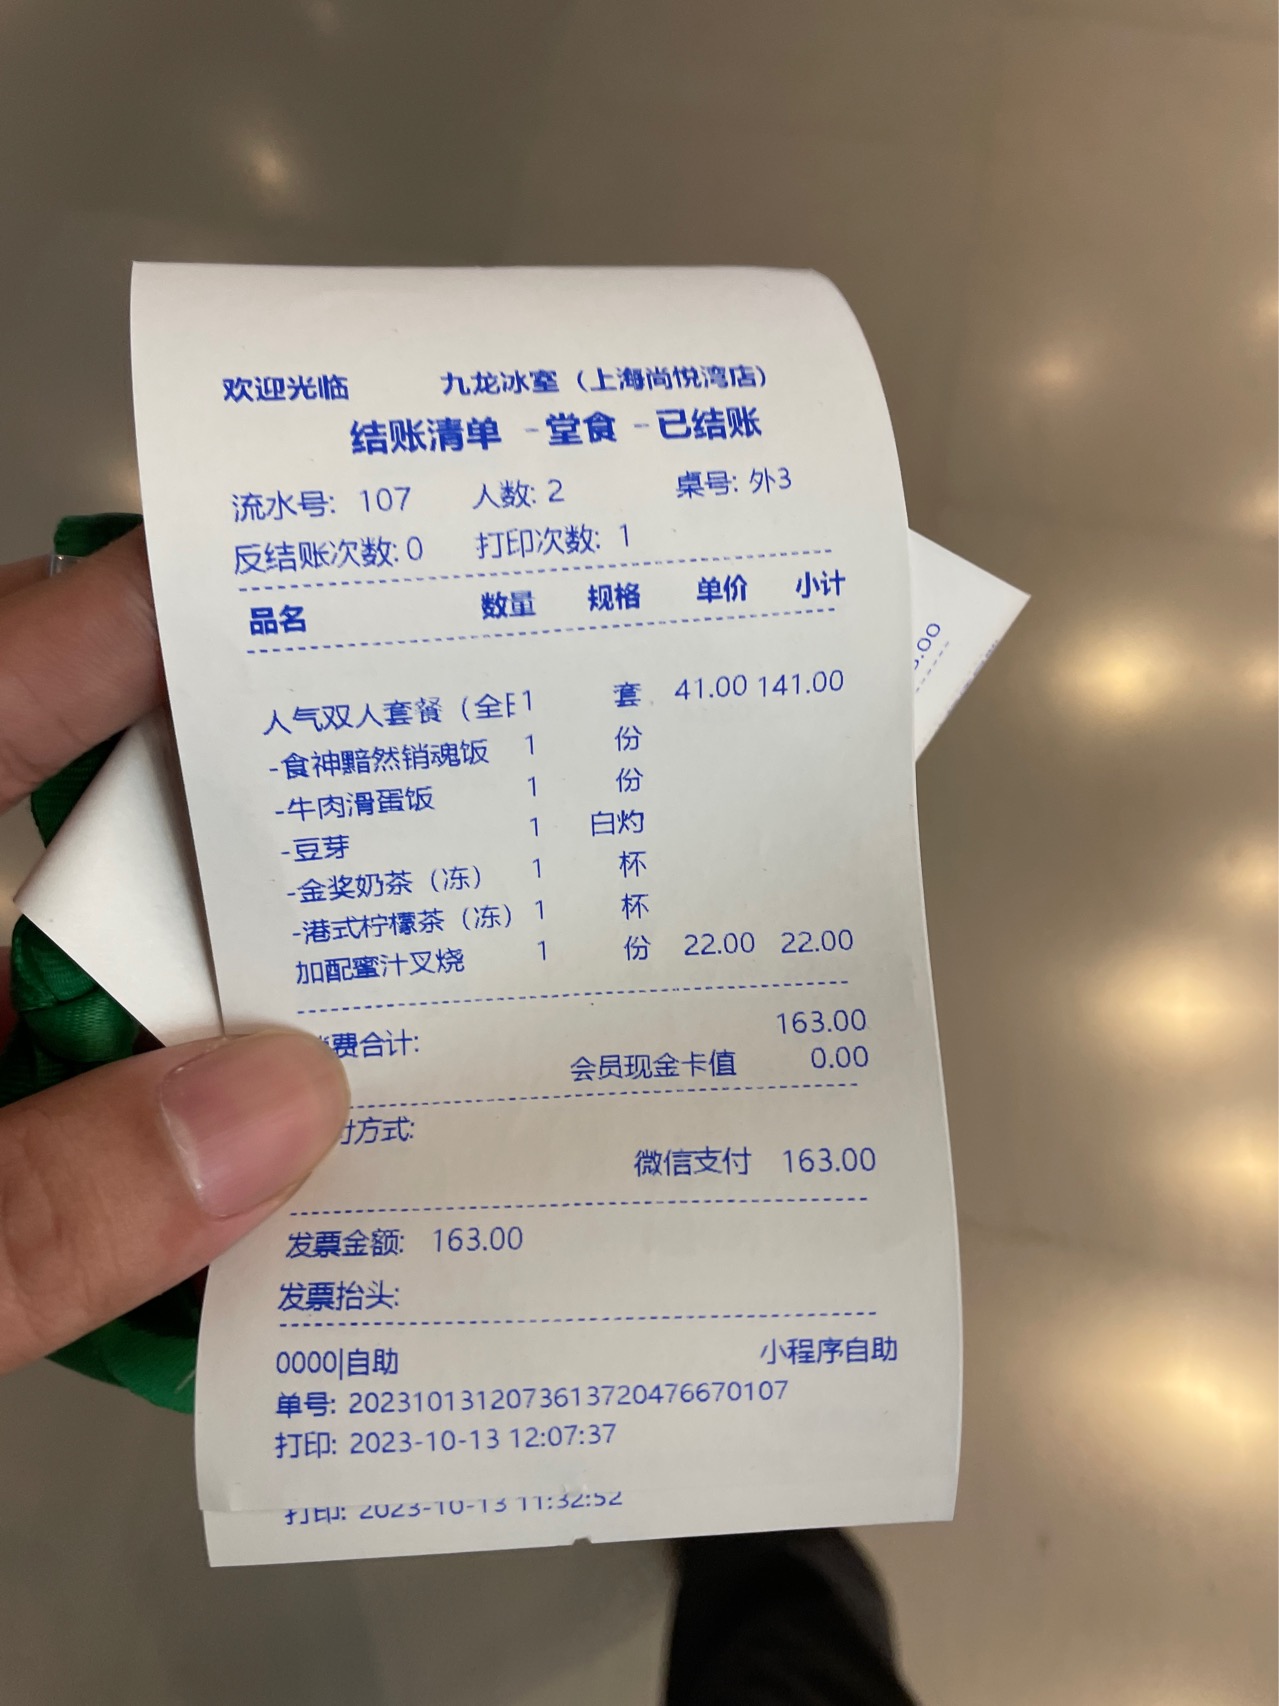 欢迎光临 九龙冰室（上海尚悦湾店）
结账清单 -堂食 -已结账
流水号: 107 人数: 2 桌号: 外3
反结账次数: 0 打印次数: 1
品名 数量 规格 单价 小计
人气双人套餐（全日1 套 41.00 141.00
-食神黯然销魂饭 1 份
-牛肉滑蛋饭 1 份
-豆芽 1 白灼
-金奖奶茶（冻） 1 杯
-港式柠檬茶（冻） 1 杯
加配蜜汁叉烧 1 份 22.00 22.00
费合计: 163.00
会员现金卡值 0.00
付方式:
微信支付 163.00
发票金额: 163.00
发票抬头:
0000|自助 小程序自助
单号: 2023101312073613720476670107
打印: 2023-10-13 12:07:37
打印: 2023-10-13 11:32:52
.00